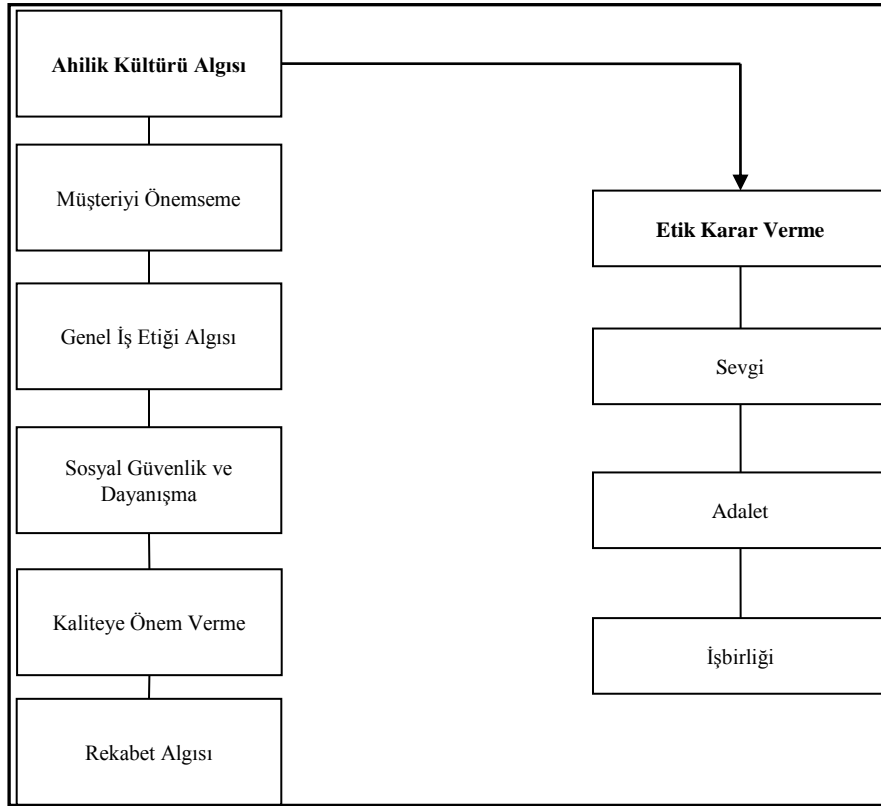 Ahilik Kültürü Algısı
Müşteriyi Önemseme
Genel İş Etiği Algısı
Sosyal Güvenlik ve
Dayanışma
Kaliteye Önem Verme
Rekabet Algısı
Etik Karar Verme
Sevgi
Adalet
İşbirliği